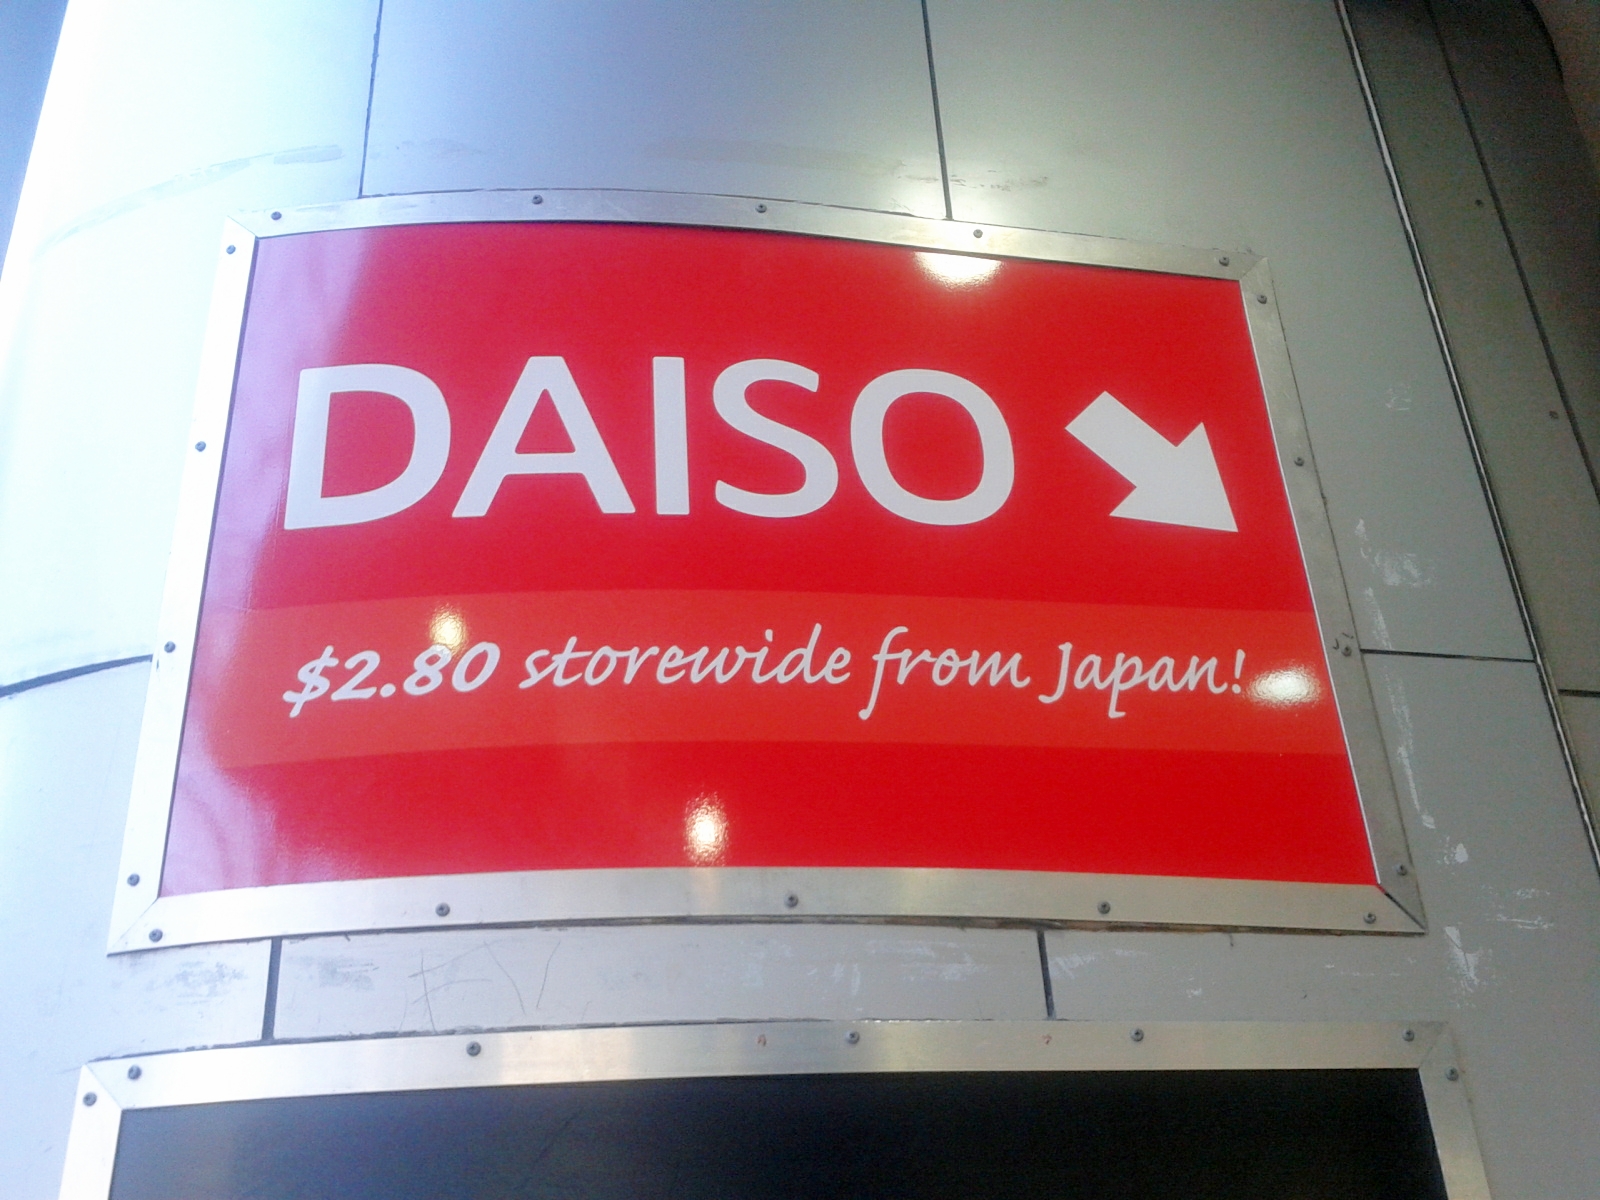 DAISO
$2.80 storewide from Japan!